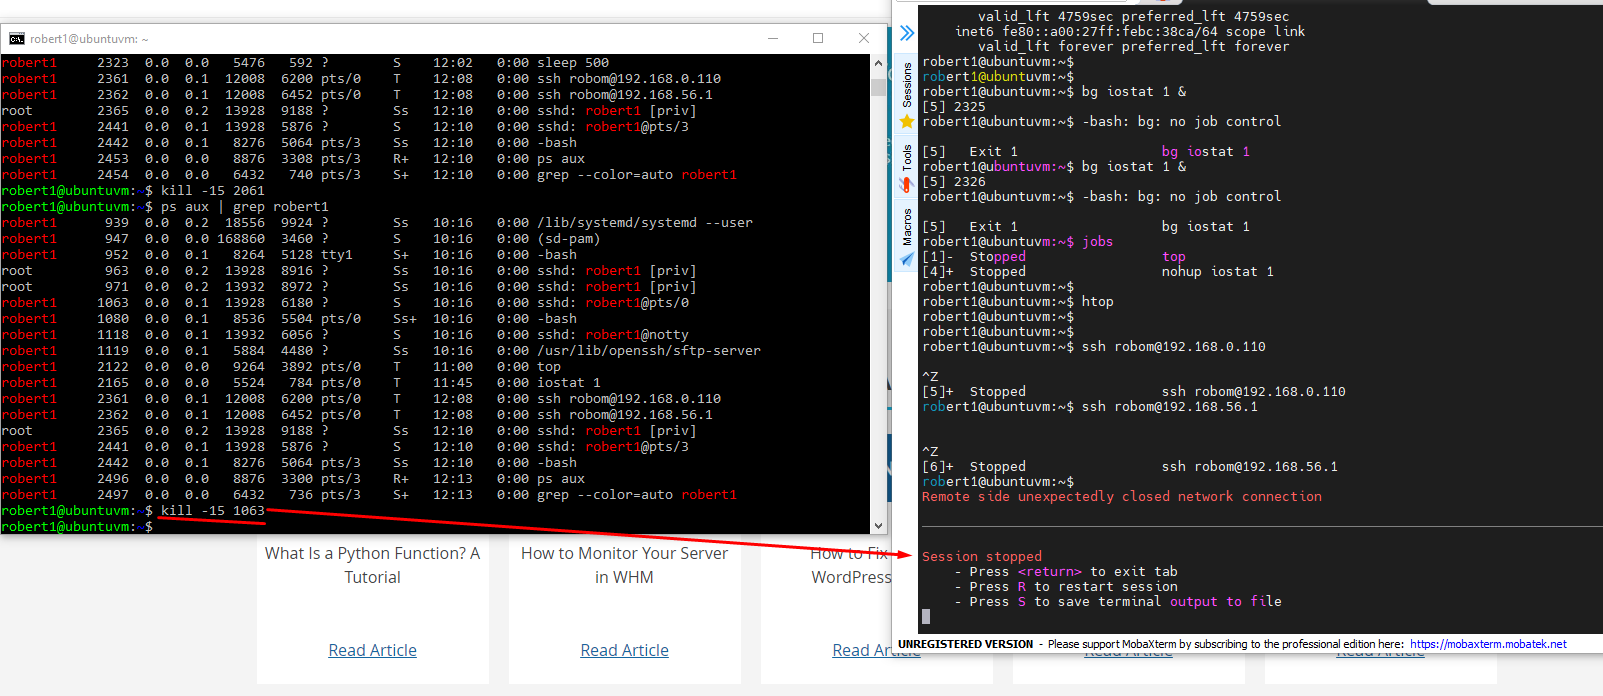 robert1@ubuntuvm: ~
robert1 2323 0.0 0.0 5476 592 ? S 12:02 0:00 sleep 500
robert1 2361 0.0 0.1 12008 6200 pts/0 T 12:08 0:00 ssh robom@192.168.0.110
robert1 2362 0.0 0.1 12008 6452 pts/0 T 12:08 0:00 ssh robom@192.168.56.1
root 2365 0.0 0.2 13928 9188 ? Ss 12:10 0:00 sshd: robert1 [priv]
robert1 2441 0.0 0.1 13928 5876 ? S 12:10 0:00 sshd: robert1@pts/3
robert1 2442 0.0 0.1 8276 5064 pts/3 Ss 12:10 0:00 -bash
robert1 2453 0.0 0.0 8876 3308 pts/3 R+ 12:10 0:00 ps aux
robert1 2454 0.0 0.0 6432 740 pts/3 S+ 12:10 0:00 grep --color=auto robert1
robert1@ubuntuvm:~$ kill -15 2061
robert1@ubuntuvm:~$ ps aux | grep robert1
robert1 939 0.0 0.2 18556 9924 ? Ss 10:16 0:00 /lib/systemd/systemd --user
robert1 947 0.0 0.0 168860 3460 ? S 10:16 0:00 (sd-pam)
robert1 952 0.0 0.1 8264 5128 tty1 S+ 10:16 0:00 -bash
root 963 0.0 0.2 13928 8916 ? Ss 10:16 0:00 sshd: robert1 [priv]
root 971 0.0 0.2 13932 8972 ? Ss 10:16 0:00 sshd: robert1 [priv]
robert1 1063 0.0 0.1 13928 6180 ? S 10:16 0:00 sshd: robert1@pts/0
robert1 1080 0.0 0.1 8536 5504 pts/0 Ss+ 10:16 0:00 -bash
robert1 1118 0.0 0.1 13932 6056 ? S 10:16 0:00 sshd: robert1@notty
robert1 1119 0.0 0.1 5884 4480 ? Ss 10:16 0:00 /usr/lib/openssh/sftp-server
robert1 2122 0.0 0.0 9264 3892 pts/0 T 11:00 0:00 top
robert1 2165 0.0 0.0 5524 784 pts/0 T 11:45 0:00 iostat 1
robert1 2361 0.0 0.1 12008 6200 pts/0 T 12:08 0:00 ssh robom@192.168.0.110
robert1 2362 0.0 0.1 12008 6452 pts/0 T 12:08 0:00 ssh robom@192.168.56.1
root 2365 0.0 0.2 13928 9188 ? Ss 12:10 0:00 sshd: robert1 [priv]
robert1 2441 0.0 0.1 13928 5876 ? S 12:10 0:00 sshd: robert1@pts/3
robert1 2442 0.0 0.1 8276 5064 pts/3 Ss 12:10 0:00 -bash
robert1 2496 0.0 0.0 8876 3300 pts/3 R+ 12:13 0:00 ps aux
robert1 2497 0.0 0.0 6432 736 pts/3 S+ 12:13 0:00 grep --color=auto robert1
robert1@ubuntuvm:~$ kill -15 1063
robert1@ubuntuvm:~$
What Is a Python Function? A
Tutorial
Read Article
How to Monitor Your Server
in WHM
Read Article
How to Fix
WordPress
Read Article
Sessions
Tools
Macros
valid_lft 4759sec preferred_lft 4759sec
inet6 fe80::a00:27ff:febc:38ca/64 scope link
valid_lft forever preferred_lft forever
robert1@ubuntuvm:~$
robert1@ubuntuvm:~$
robert1@ubuntuvm:~$ bg iostat 1 &
[5] 2325
robert1@ubuntuvm:~$ -bash: bg: no job control
[5] Exit 1 bg iostat 1
robert1@ubuntuvm:~$ bg iostat 1 &
[5] 2326
robert1@ubuntuvm:~$ -bash: bg: no job control
[5] Exit 1 bg iostat 1
robert1@ubuntuvm:~$ jobs
[1]- Stopped top
[4]+ Stopped nohup iostat 1
robert1@ubuntuvm:~$
robert1@ubuntuvm:~$ htop
robert1@ubuntuvm:~$
robert1@ubuntuvm:~$
robert1@ubuntuvm:~$ ssh robom@192.168.0.110
^Z
[5]+ Stopped ssh robom@192.168.0.110
robert1@ubuntuvm:~$ ssh robom@192.168.56.1
^Z
[6]+ Stopped ssh robom@192.168.56.1
robert1@ubuntuvm:~$
Remote side unexpectedly closed network connection
Session stopped
- Press <return> to exit tab
- Press R to restart session
- Press S to save terminal output to file
UNREGISTERED VERSION - Please support MobaXterm by subscribing to the professional edition here: https://mobaxterm.mobatek.net